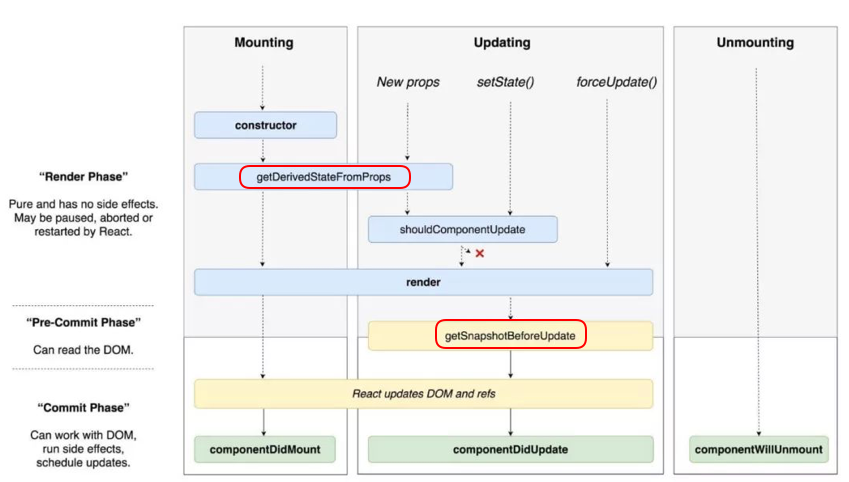 Mounting
Updating
Unmounting
New props
setState()
forceUpdate()
constructor
“Render Phase”
Pure and has no side effects.
May be paused, aborted or
restarted by React.
getDerivedStateFromProps
shouldComponentUpdate
render
“Pre-Commit Phase”
Can read the DOM.
getSnapshotBeforeUpdate
React updates DOM and refs
“Commit Phase”
Can work with DOM,
run side effects,
schedule updates.
componentDidMount
componentDidUpdate
componentWillUnmount